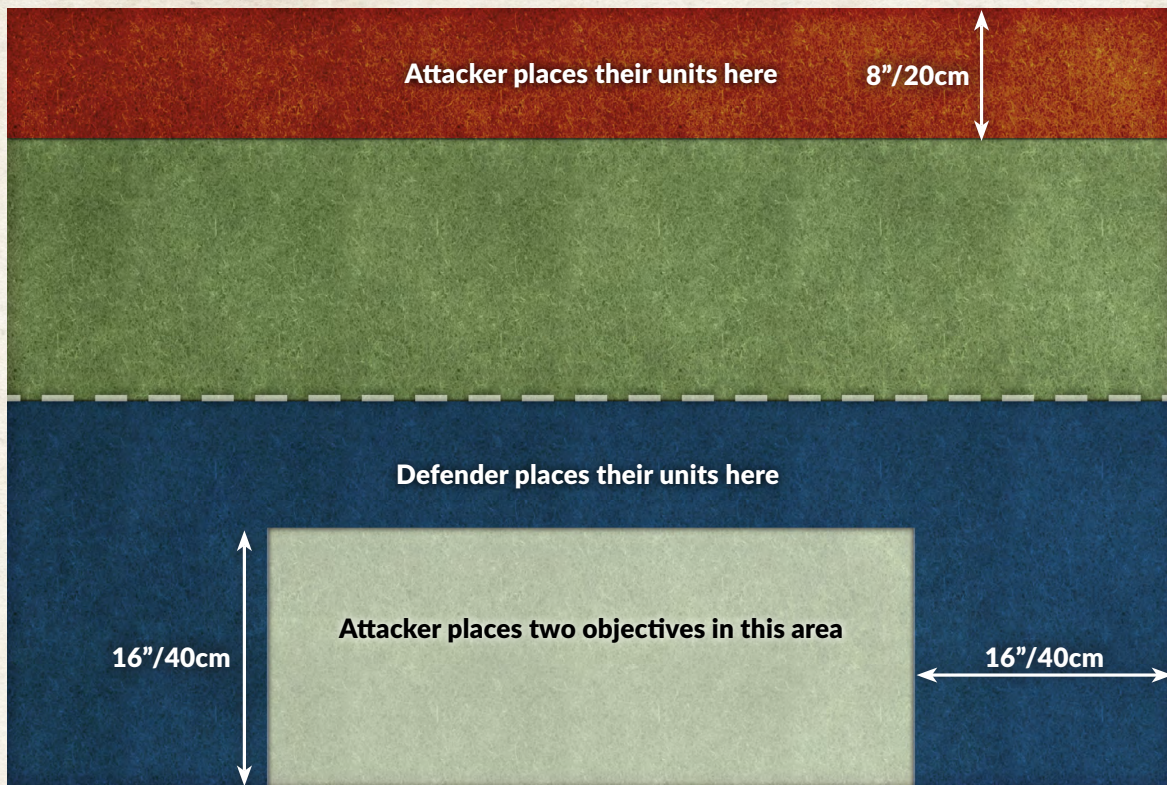 Attacker places their units here
8”/20cm
Defender places their units here
Attacker places two objectives in this area
16”/40cm
16”/40cm